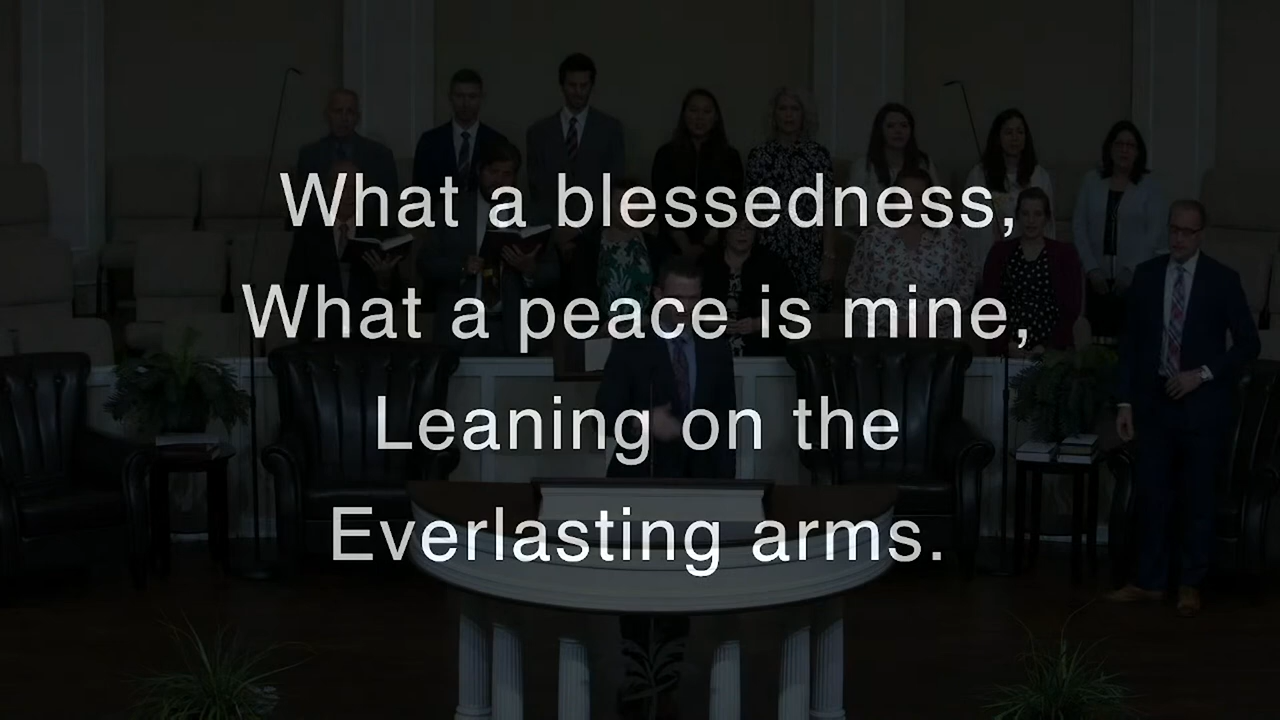 What a blessedness,
What a peace is mine,
Leaning on the
Everlasting arms.